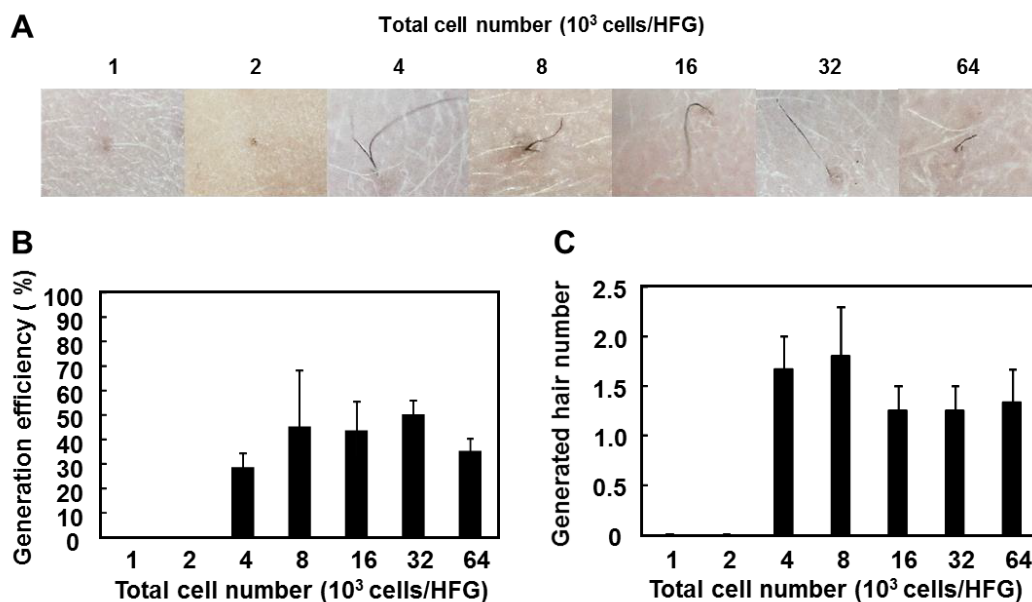 A
Total cell number (10³ cells/HFG)
1 2 4 8 16 32 64
B
Generation efficiency ( %)
100
90
80
70
60
50
40
30
20
10
0
1 2 4 8 16 32 64
Total cell number (10³ cells/HFG)
C
Generated hair number
2.5
2.0
1.5
1.0
0.5
0
1 2 4 8 16 32 64
Total cell number (10³ cells/HFG)